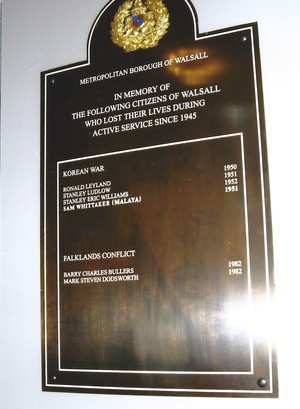 METROPOLITAN BOROUGH OF WALSALL
IN MEMORY OF
THE FOLLOWING CITIZENS OF WALSALL
WHO LOST THEIR LIVES DURING
ACTIVE SERVICE SINCE 1945
KOREAN WAR
RONALD LEYLAND 1950
STANLEY LUDLOW 1951
STANLEY ERIC WILLIAMS 1952
SAM WHITTAKER (MALAYA) 1951
FALKLANDS CONFLICT
BARRY CHARLES BULLERS 1982
MARK STEVEN DODSWORTH 1982